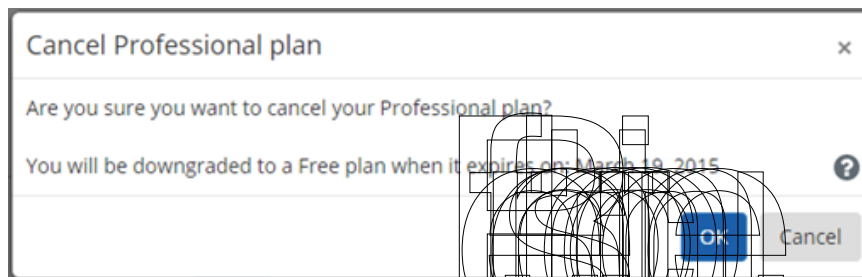 Cancel Professional plan ×
Are you sure you want to cancel your Professional plan?
You will be downgraded to a Free plan when it expires on: March 19, 2015 ?
OK Cancel